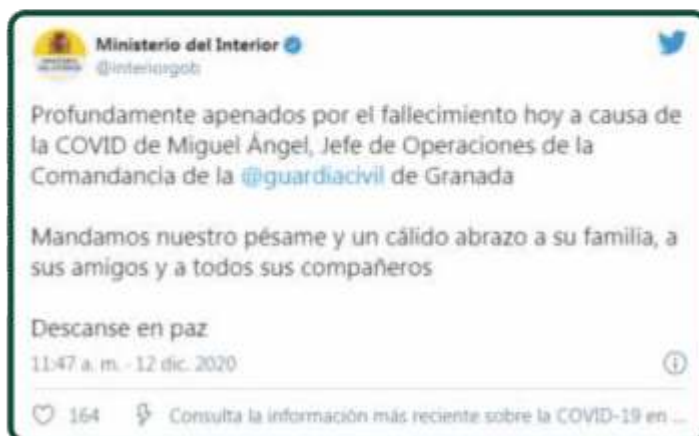 Ministerio del Interior
@interiorgob
Profundamente apenados por el fallecimiento hoy a causa de
la COVID de Miguel Ángel, Jefe de Operaciones de la
Comandancia de la @guardiacivil de Granada
Mandamos nuestro pésame y un cálido abrazo a su familia, a
sus amigos y a todos sus compañeros
Descanse en paz
11:47 a. m. · 12 dic. 2020
164 Consulta la información más reciente sobre la COVID-19 en ...